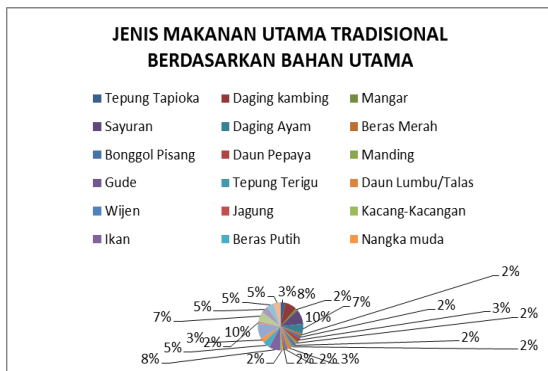 JENIS MAKANAN UTAMA TRADISIONAL
BERDASARKAN BAHAN UTAMA
Tepung Tapioka Daging kambing Mangar
Sayuran Daging Ayam Beras Merah
Bonggol Pisang Daun Pepaya Manding
Gude Tepung Terigu Daun Lumbu/Talas
Wijen Jagung Kacang-Kacangan
Ikan Beras Putih Nangka muda
2%
5% 3% 8%
5% 2%
5% 7% 2% 3%
7% 10% 2%
3% 2% 10% 2%
5% 2%
8% 2% 2% 2% 3%